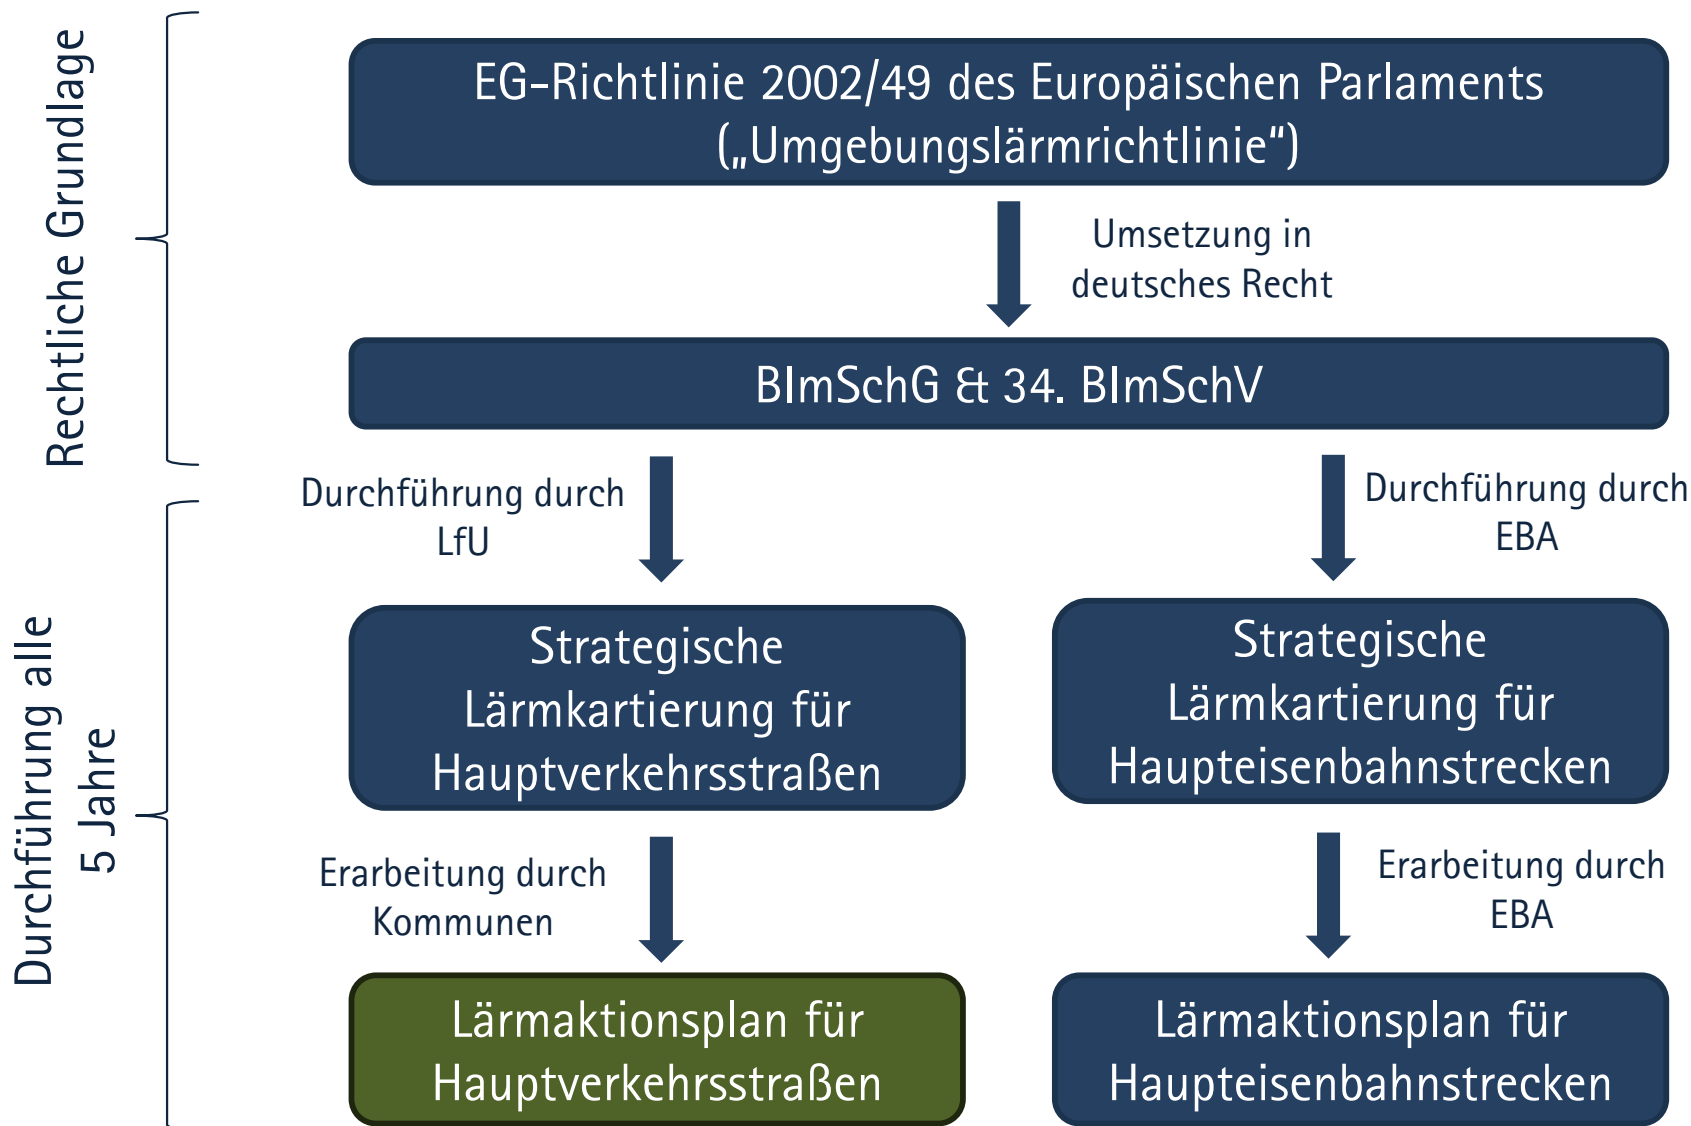 Rechtliche Grundlage
EG-Richtlinie 2002/49 des Europäischen Parlaments
(„Umgebungslärmrichtlinie“)
Umsetzung in
deutsches Recht
BImSchG & 34. BImSchV
Durchführung alle
5 Jahre
Durchführung durch
LfU
Durchführung durch
EBA
Strategische
Lärmkartierung für
Hauptverkehrsstraßen
Strategische
Lärmkartierung für
Haupteisenbahnstrecken
Erarbeitung durch
Kommunen
Erarbeitung durch
EBA
Lärmaktionsplan für
Hauptverkehrsstraßen
Lärmaktionsplan für
Haupteisenbahnstrecken